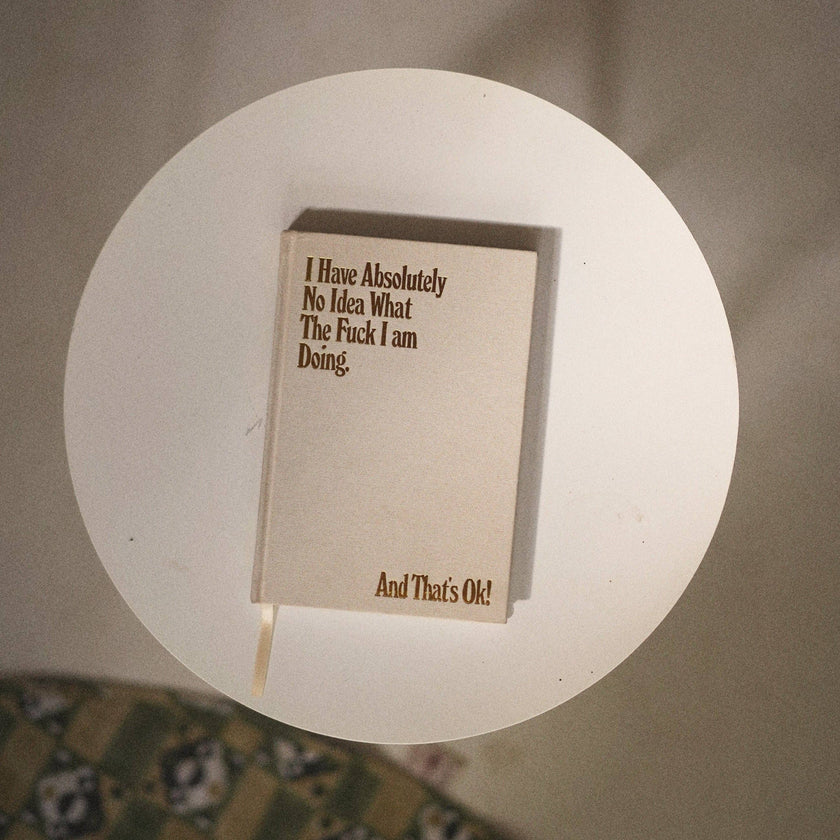 I Have Absolutely
No Idea What
The Fuck I am
Doing.
And That's Ok!